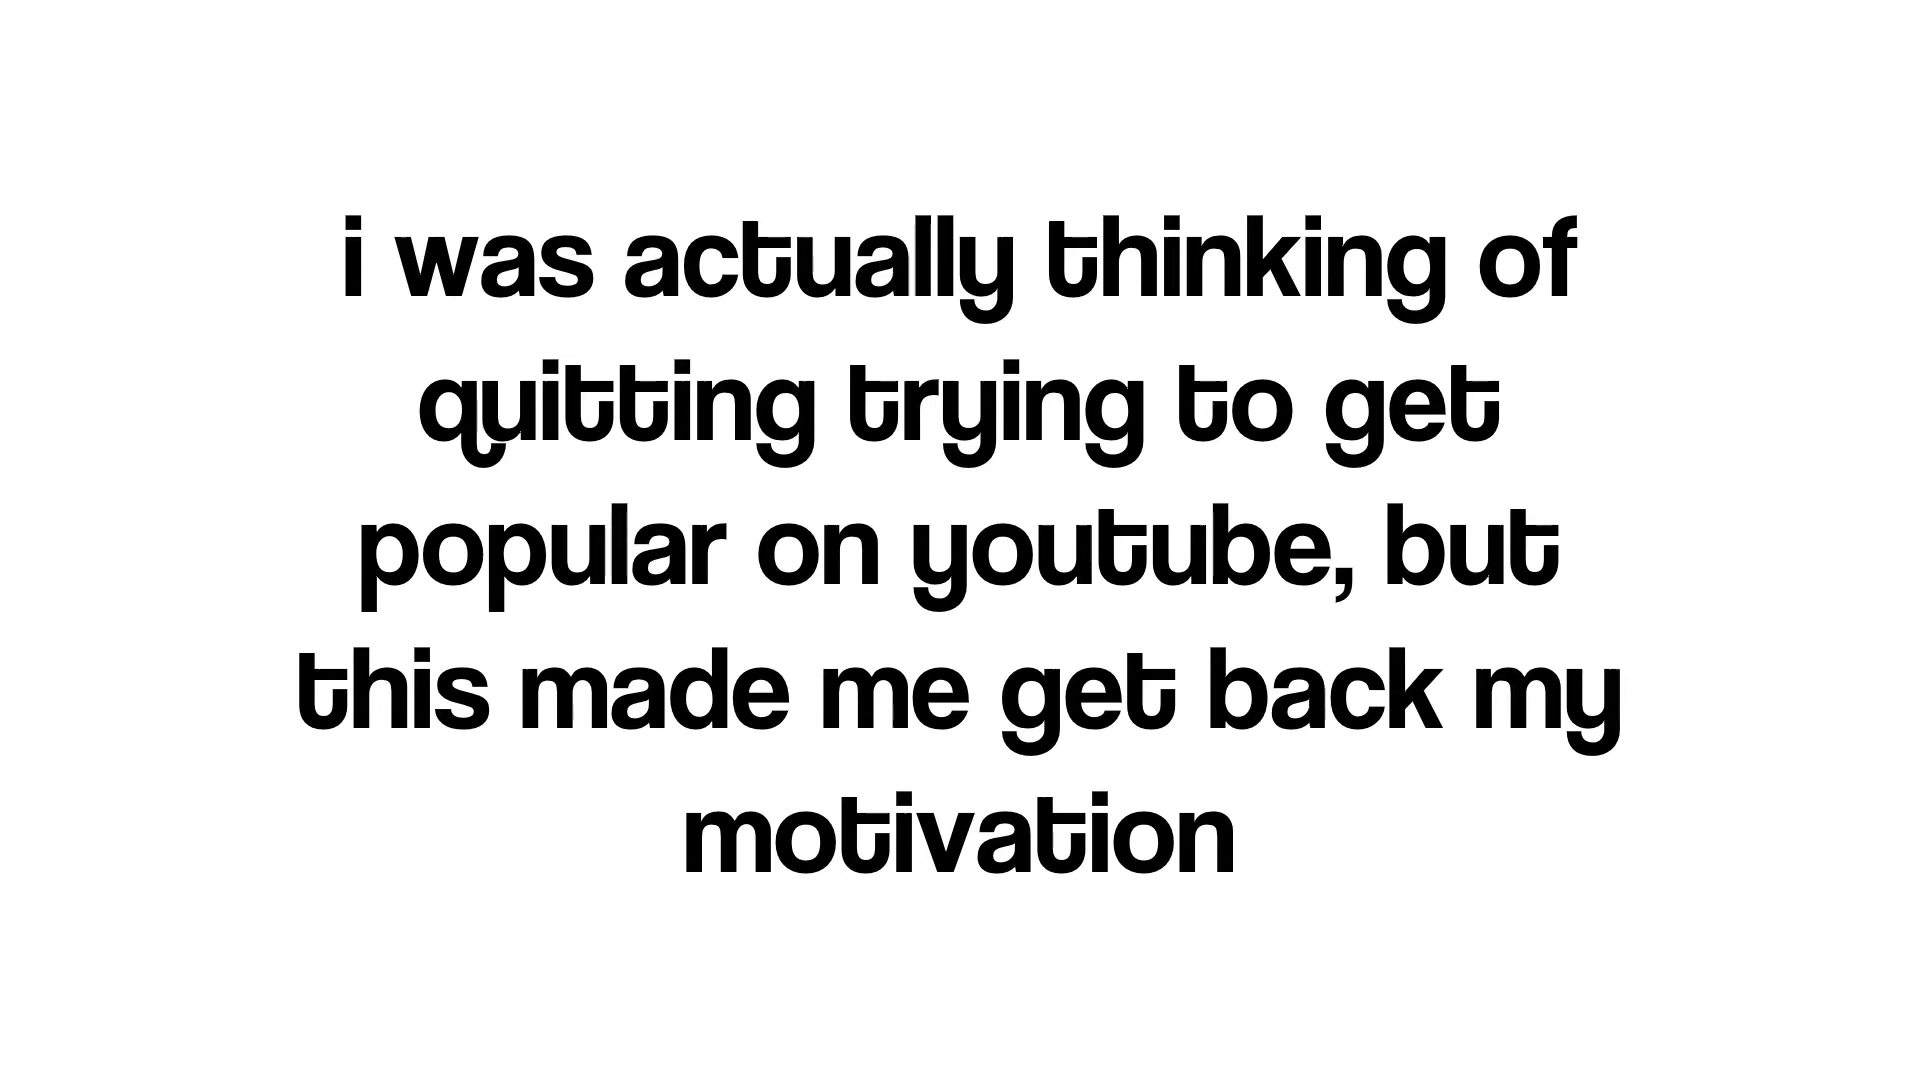 i was actually thinking of
quitting trying to get
popular on youtube, but
this made me get back my
motivation